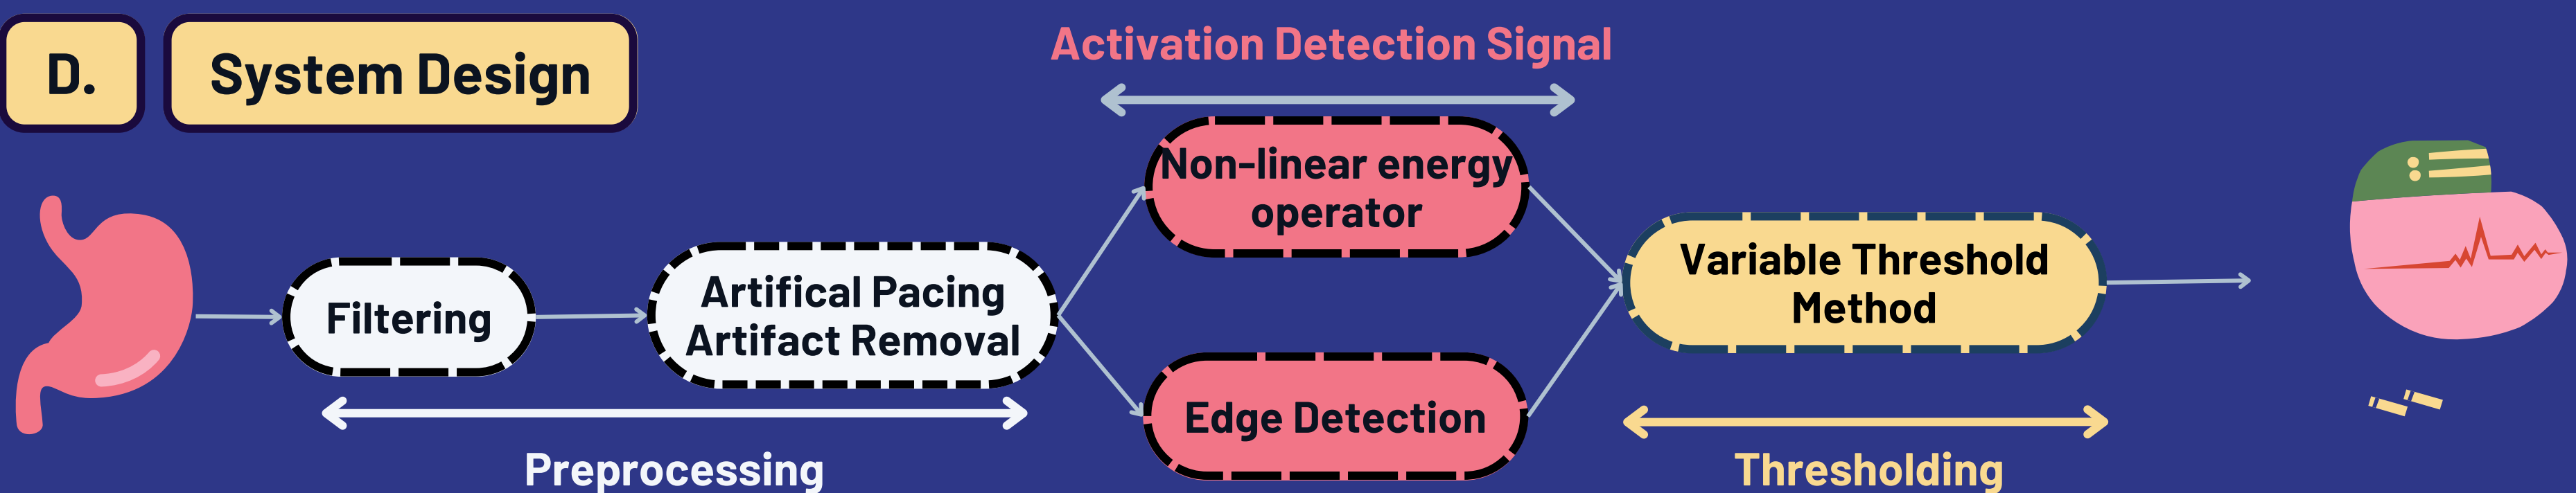 D.
System Design
Activation Detection Signal
Non-linear energy
operator
Filtering
Artifical Pacing
Artifact Removal
Variable Threshold
Method
Edge Detection
Preprocessing
Thresholding